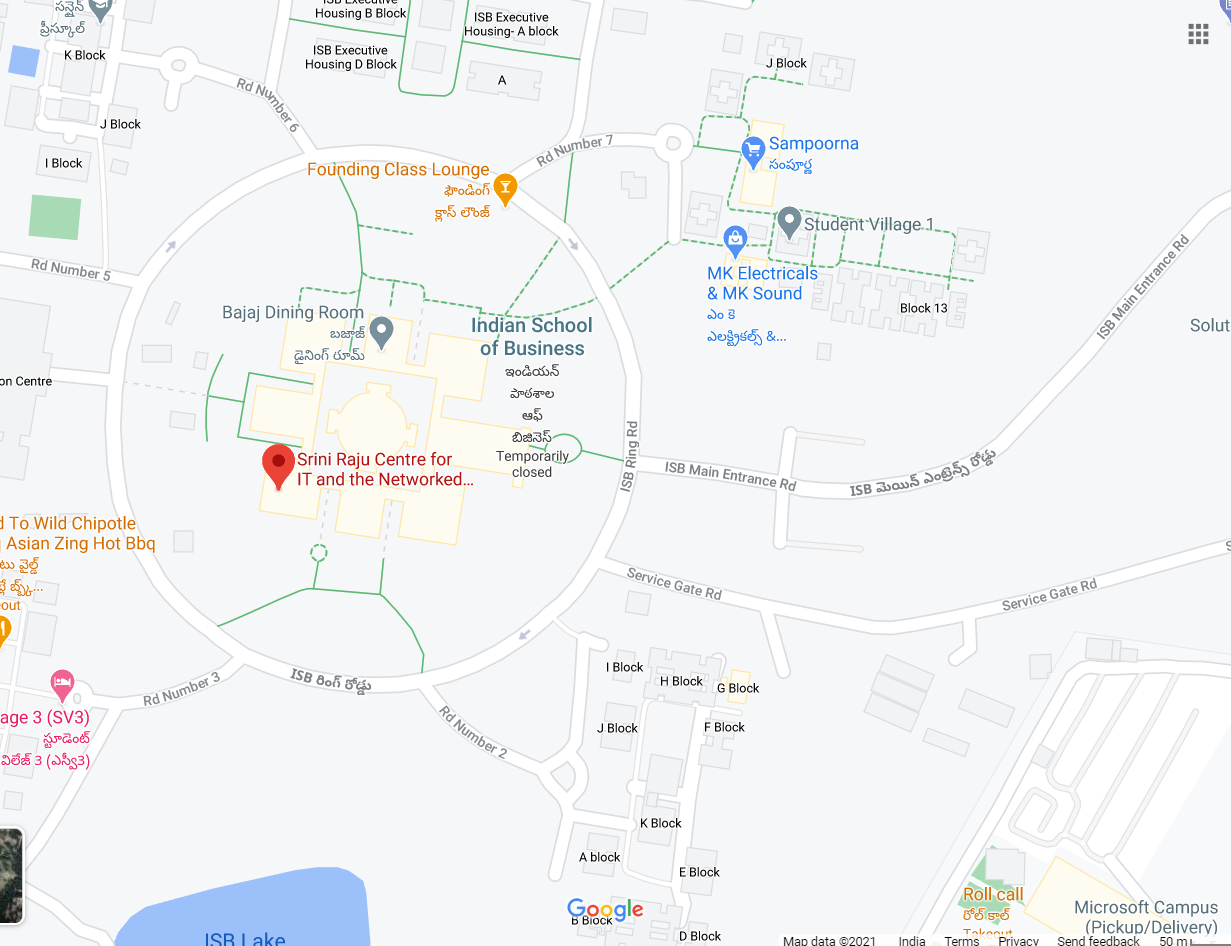 సన్షైన్
ప్రీస్కూల్
K Block
ISB Executive
Housing B Block
ISB Executive
Housing- A block
ISB Executive
Housing D Block
A
J Block
Rd Number 6
J Block
I Block
Rd Number 7
Founding Class Lounge
ఫౌండింగ్
క్లాస్ లౌంజ్
Sampoorna
సంపూర్ణ
Student Village 1
Rd Number 5
MK Electricals
& MK Sound
ఎం కె
ఎలక్ట్రికల్స్ &...
Block 13
ISB Main Entrance Rd
Bajaj Dining Room
బజాజ్
డైనింగ్ రూమ్
Indian School
of Business
ఇండియన్
పాఠశాల
ఆఫ్
బిజినెస్
Temporarily
closed
Solut
on Centre
Srini Raju Centre for
IT and the Networked...
ISB Ring Rd
ISB Main Entrance Rd
ISB మెయిన్ ఎంట్రెన్స్ రోడ్డు
d To Wild Chipotle
Asian Zing Hot Bbq
టు వైల్డ్
eout
Service Gate Rd
Service Gate Rd
age 3 (SV3)
స్టూడెంట్
విలేజ్ 3 (ఎస్వీ3)
Rd Number 3
ISB రింగ్ రోడ్డు
Rd Number 2
I Block
H Block
G Block
J Block
F Block
K Block
A block
E Block
B Block
D Block
Google
ISB Lake
Roll call
రోల్ కాల్
Takeout
Microsoft Campus
(Pickup/Delivery)
Map data ©2021
India
Terms
Privacy
Send feedback
50 m